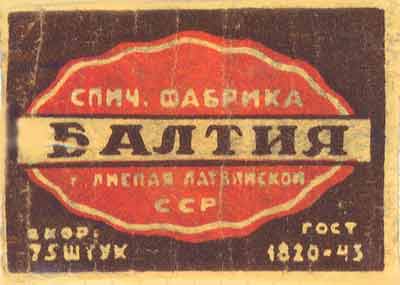 СПИЧ. ФАБРИКА
БАЛТИЯ
г. ЛИЕПАЯ ЛАТВИЙСКОЙ
ССР
В КОР:
75 ШТУК
ГОСТ
1820-43